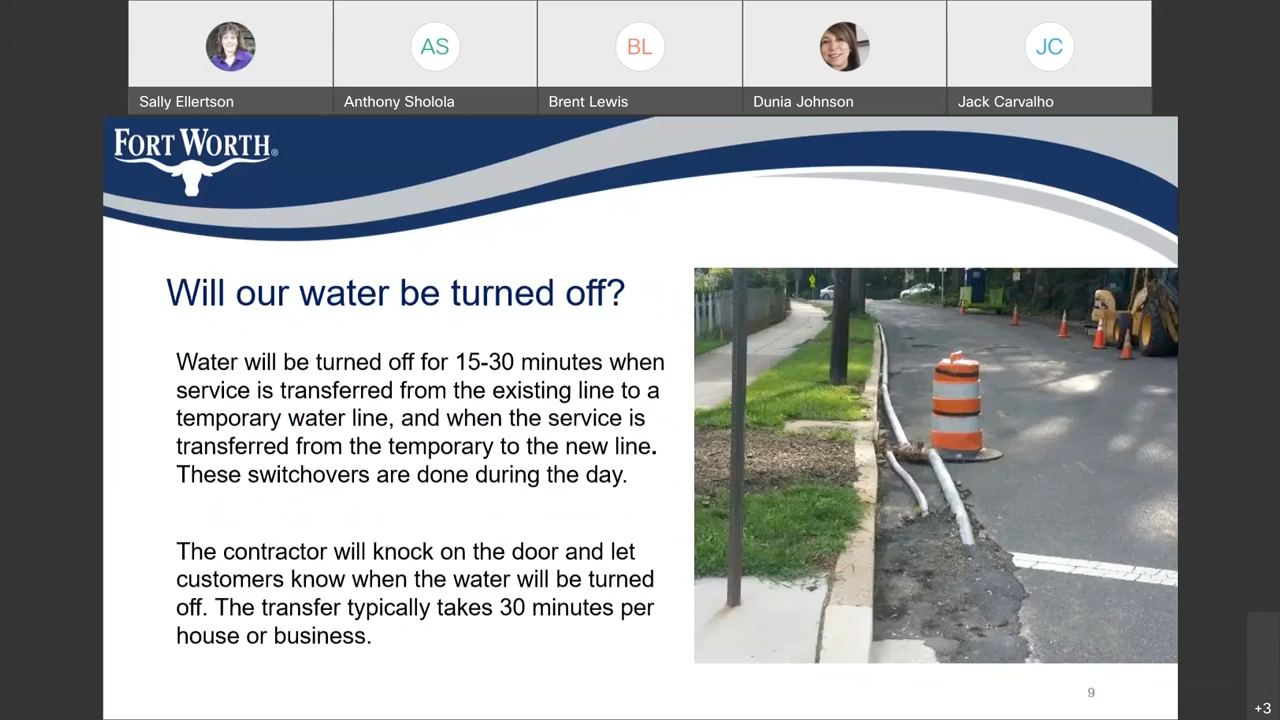 AS
BL
JC
Sally Ellertson
Anthony Sholola
Brent Lewis
Dunia Johnson
Jack Carvalho
FORT WORTH®
Will our water be turned off?
Water will be turned off for 15-30 minutes when
service is transferred from the existing line to a
temporary water line, and when the service is
transferred from the temporary to the new line.
These switchovers are done during the day.
The contractor will knock on the door and let
customers know when the water will be turned
off. The transfer typically takes 30 minutes per
house or business.
9
+3